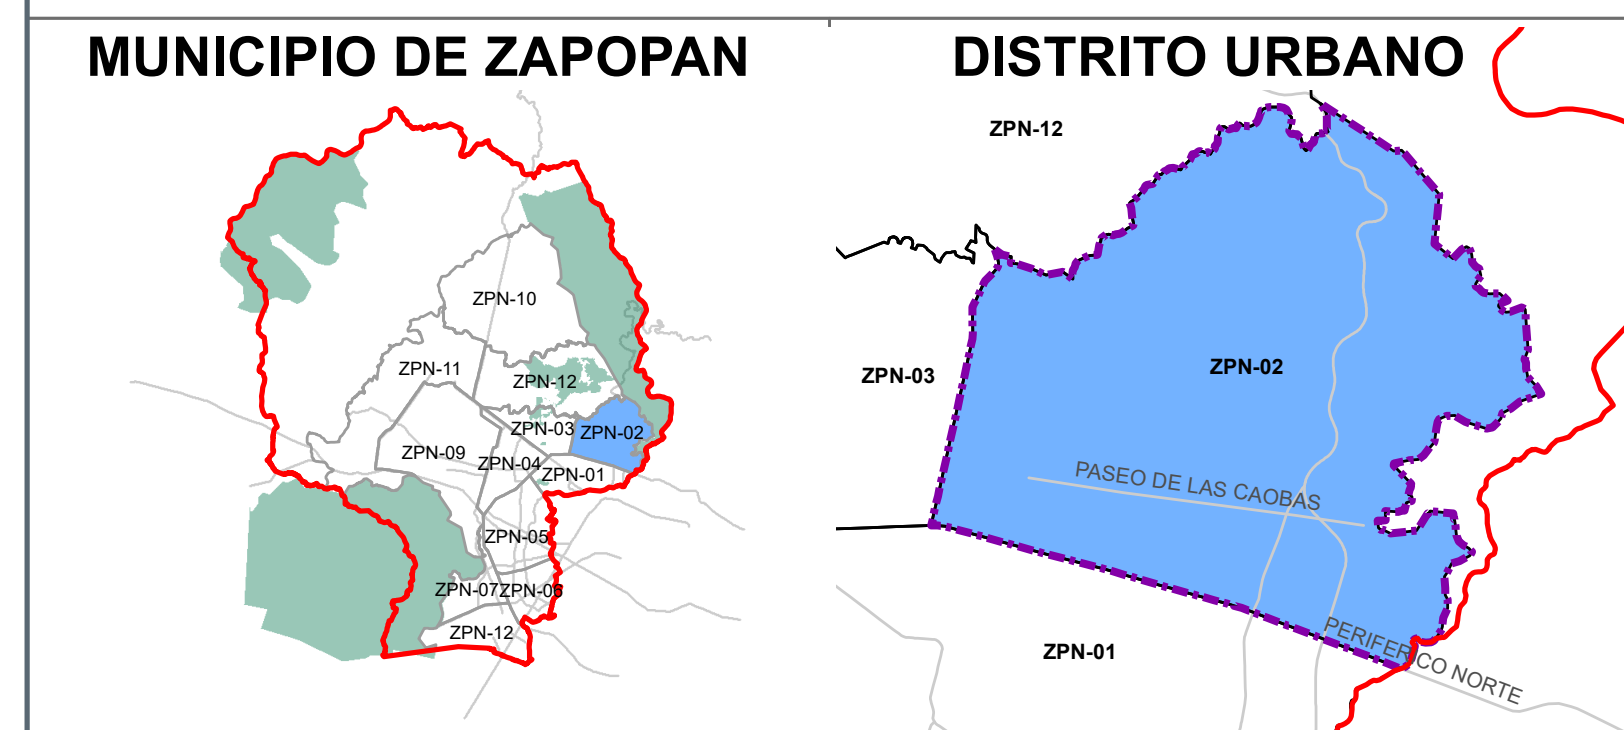 MUNICIPIO DE ZAPOPAN
ZPN-10
ZPN-11
ZPN-12
ZPN-03
ZPN-02
ZPN-09
ZPN-04
ZPN-01
ZPN-05
ZPN-07
ZPN-06
ZPN-12
DISTRITO URBANO
ZPN-12
ZPN-03
ZPN-02
PASEO DE LAS CAOBAS
ZPN-01
PERIFERICO NORTE